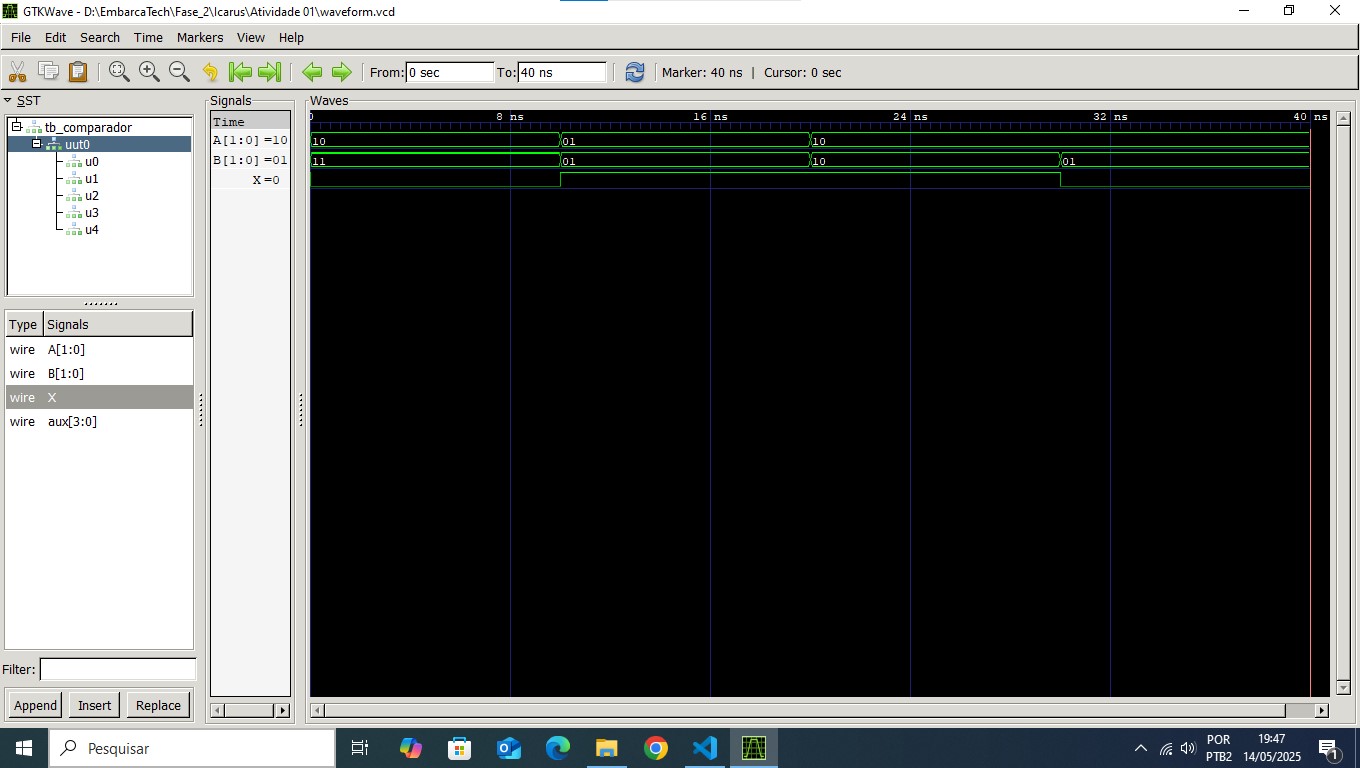 GTKWave - D:\EmbarcaTech\Fase_2\Icarus\Atividade 01\waveform.vcd
File Edit Search Time Markers View Help
From: 0 sec To: 40 ns Marker: 40 ns | Cursor: 0 sec
SST
tb_comparador
uut0
u0
u1
u2
u3
u4
Type Signals
wire A[1:0]
wire B[1:0]
wire X
wire aux[3:0]
Filter:
Append Insert Replace
Signals
Time
A[1:0] =10
B[1:0] =01
X =0
Waves
0 8 ns 16 ns 24 ns 32 ns 40 ns
10 01 10
11 01 10 01
Pesquisar
POR
PTB2
19:47
14/05/2025
1